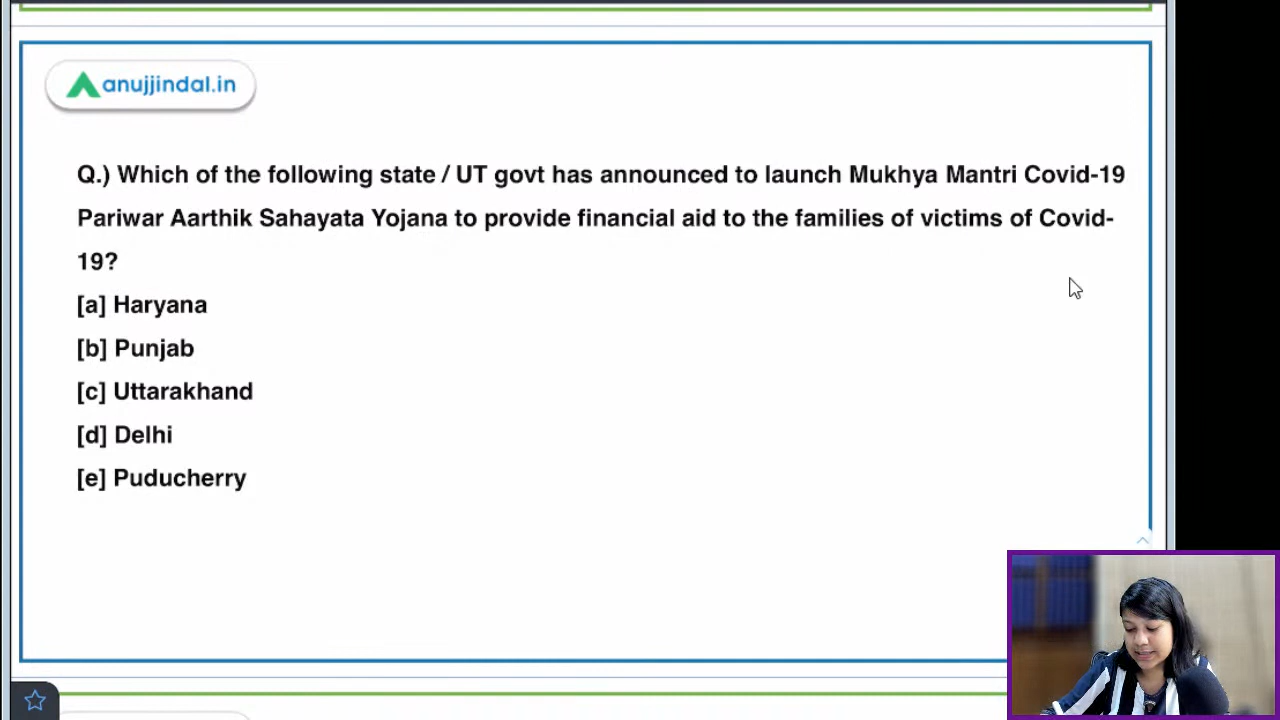 anujjindal.in
Q.) Which of the following state / UT govt has announced to launch Mukhya Mantri Covid-19
Pariwar Aarthik Sahayata Yojana to provide financial aid to the families of victims of Covid-
19?
[a] Haryana
[b] Punjab
[c] Uttarakhand
[d] Delhi
[e] Puducherry